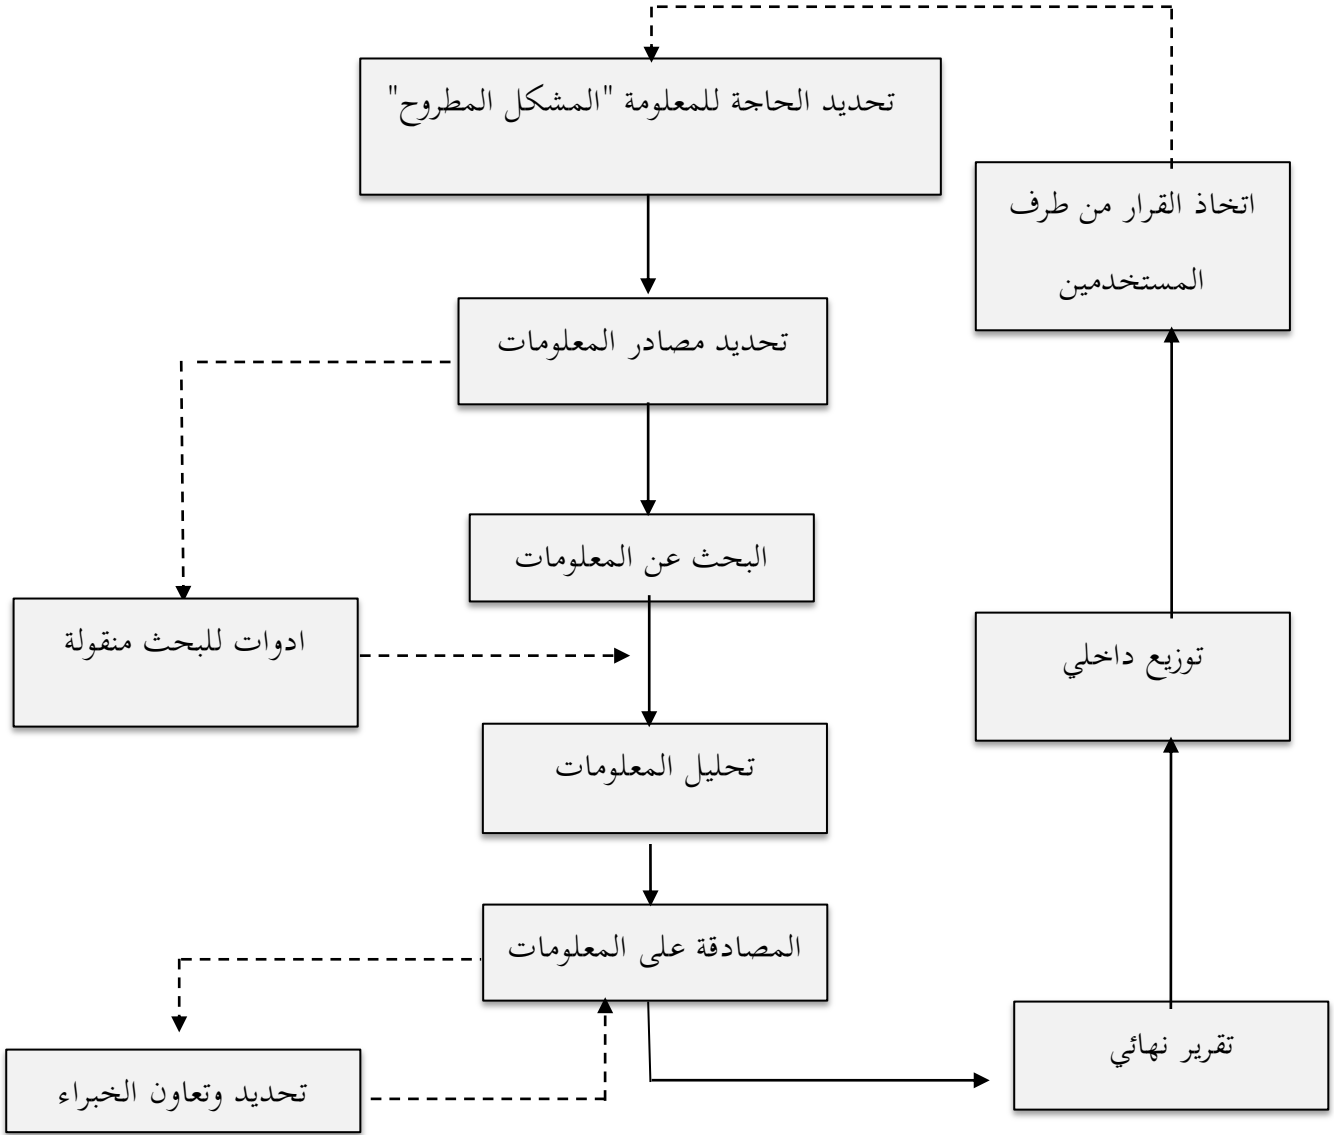 تحديد الحاجة للمعلومة "المشكل المطروح"
اتخاذ القرار من طرف
المستخدمين
تحديد مصادر المعلومات
البحث عن المعلومات
ادوات للبحث منقولة
توزيع داخلي
تحليل المعلومات
المصادقة على المعلومات
تقرير نهائي
تحديد وتعاون الخبراء